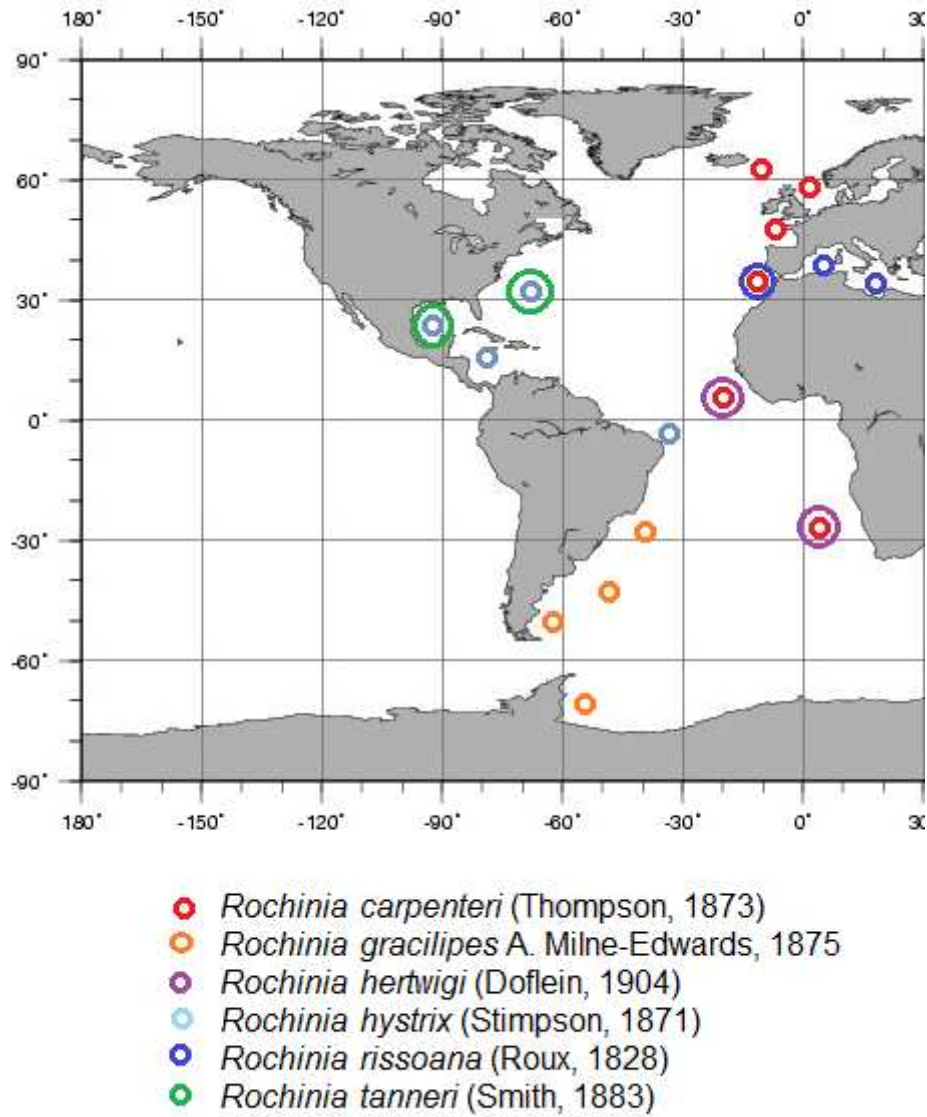 180° -150° -120° -90° -60° -30° 0° 30
90°
60°
30°
0°
-30°
-60°
-90°
180° -150° -120° -90° -60° -30° 0° 30
Rochinia carpenteri (Thompson, 1873)
Rochinia gracilipes A. Milne-Edwards, 1875
Rochinia hertwigi (Doflein, 1904)
Rochinia hystrix (Stimpson, 1871)
Rochinia rissoana (Roux, 1828)
Rochinia tanneri (Smith, 1883)